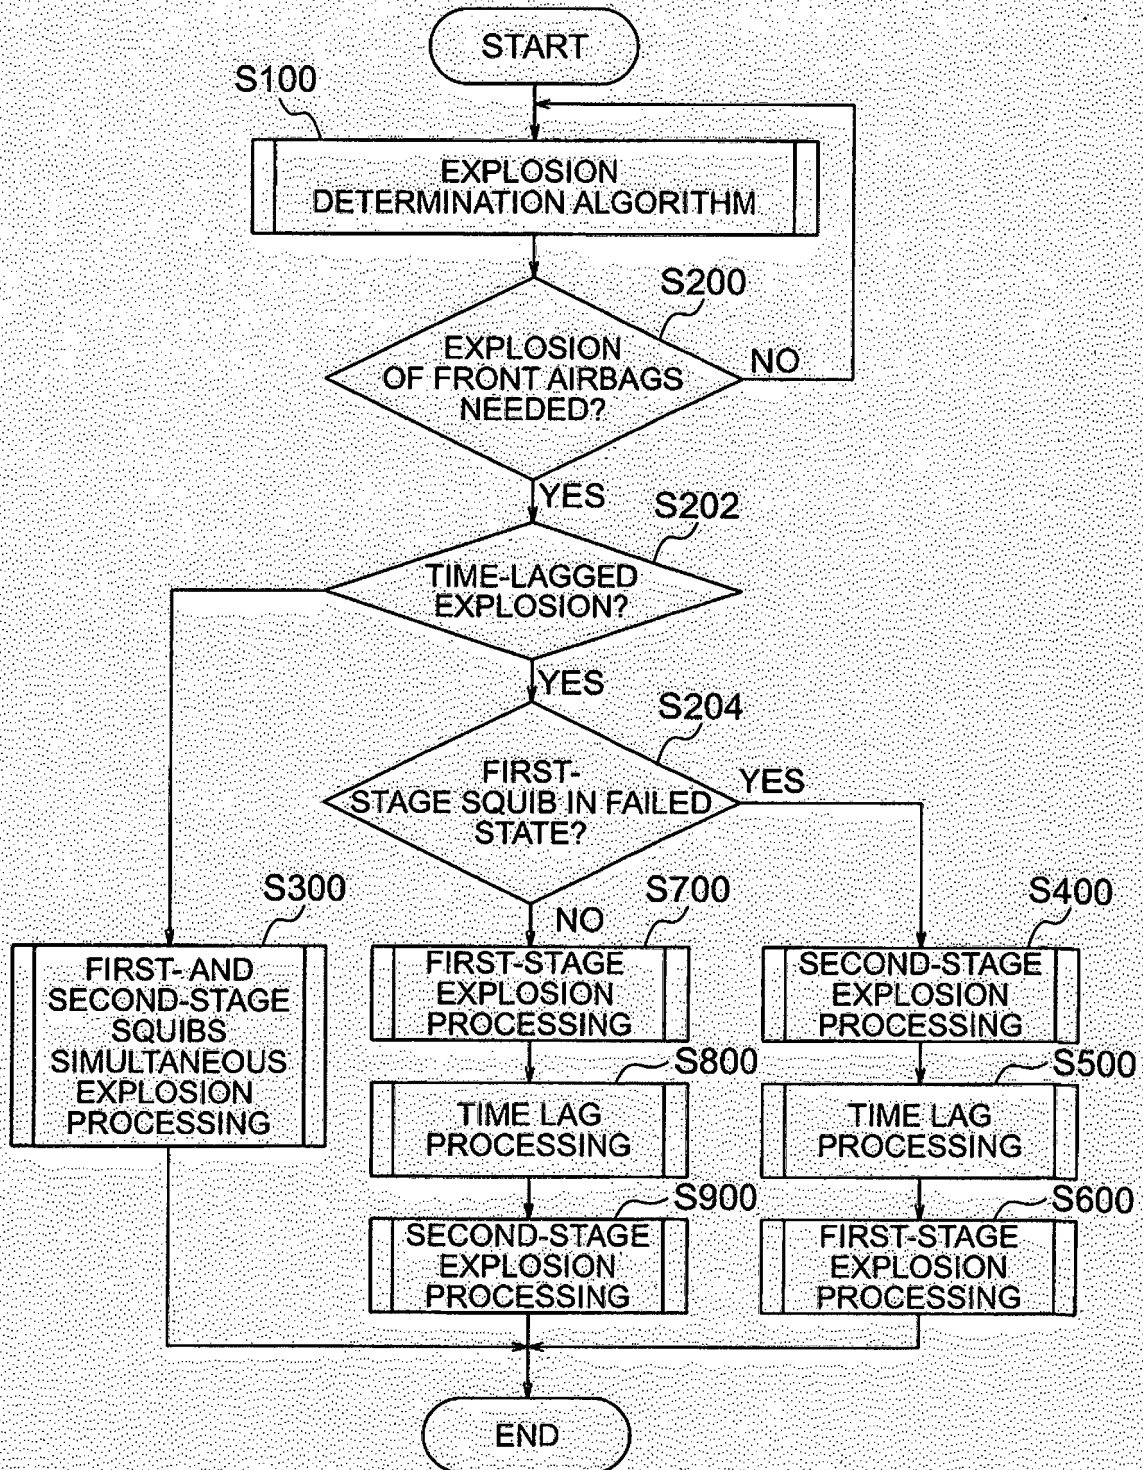 START
S100
EXPLOSION
DETERMINATION ALGORITHM
S200
EXPLOSION
OF FRONT AIRBAGS
NEEDED?
NO
YES
S202
TIME-LAGGED
EXPLOSION?
YES
S204
FIRST-
STAGE SQUIB IN FAILED
STATE?
YES
NO
S300
FIRST- AND
SECOND-STAGE
SQUIBS
SIMULTANEOUS
EXPLOSION
PROCESSING
S700
FIRST-STAGE
EXPLOSION
PROCESSING
S400
SECOND-STAGE
EXPLOSION
PROCESSING
S800
TIME LAG
PROCESSING
S500
TIME LAG
PROCESSING
S900
SECOND-STAGE
EXPLOSION
PROCESSING
S600
FIRST-STAGE
EXPLOSION
PROCESSING
END